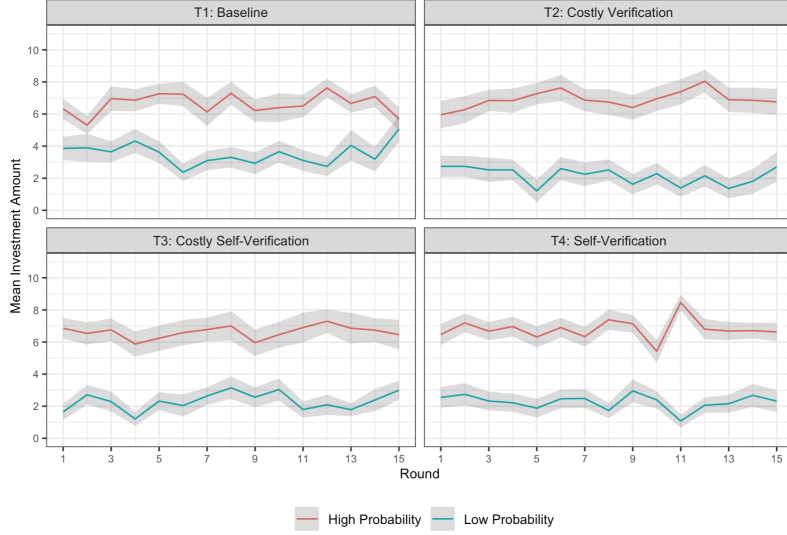 T1: Baseline
T2: Costly Verification
10
8
6
4
2
0
Mean Investment Amount
T3: Costly Self-Verification
T4: Self-Verification
10
8
6
4
2
0
1 3 5 7 9 11 13 15
1 3 5 7 9 11 13 15
Round
High Probability Low Probability